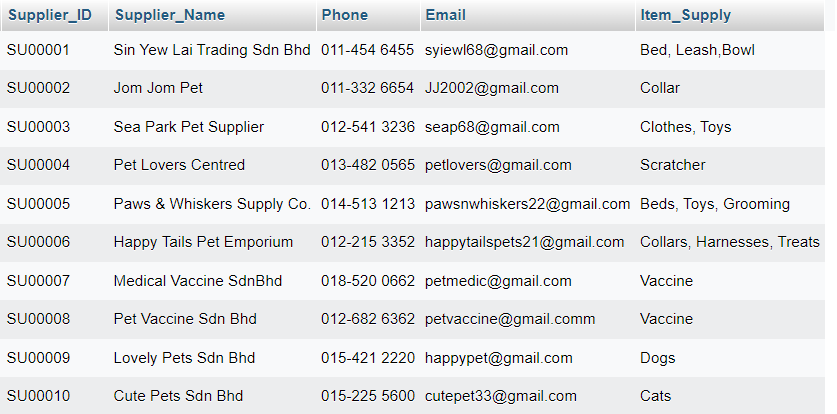 Supplier_ID Supplier_Name Phone Email Item_Supply
SU00001 Sin Yew Lai Trading Sdn Bhd 011-454 6455 syiewl68@gmail.com Bed, Leash,Bowl
SU00002 Jom Jom Pet 011-332 6654 JJ2002@gmail.com Collar
SU00003 Sea Park Pet Supplier 012-541 3236 seap68@gmail.com Clothes, Toys
SU00004 Pet Lovers Centred 013-482 0565 petlovers@gmail.com Scratcher
SU00005 Paws & Whiskers Supply Co. 014-513 1213 pawsnwhiskers22@gmail.com Beds, Toys, Grooming
SU00006 Happy Tails Pet Emporium 012-215 3352 happytailspets21@gmail.com Collars, Harnesses, Treats
SU00007 Medical Vaccine SdnBhd 018-520 0662 petmedic@gmail.com Vaccine
SU00008 Pet Vaccine Sdn Bhd 012-682 6362 petvaccine@gmail.comm Vaccine
SU00009 Lovely Pets Sdn Bhd 015-421 2220 happypet@gmail.com Dogs
SU00010 Cute Pets Sdn Bhd 015-225 5600 cutepet33@gmail.com Cats